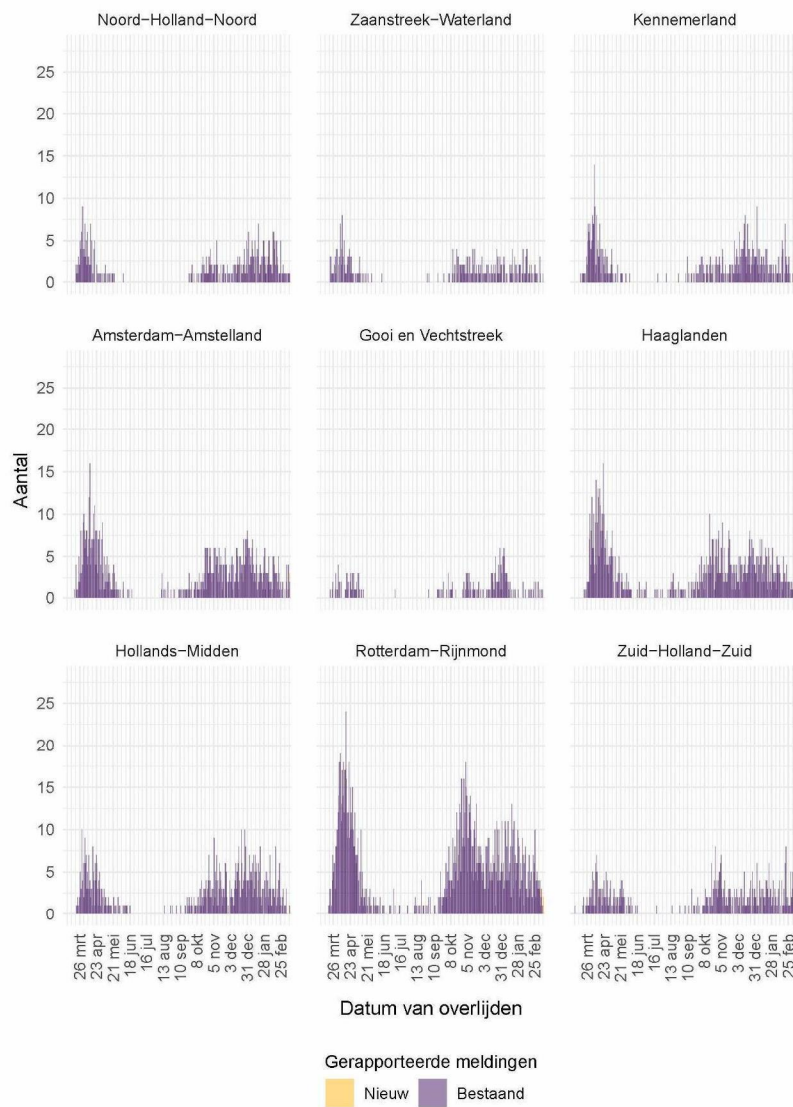 Noord-Holland-Noord Zaanstreek-Waterland Kennemerland
25
20
15
10
5
0
Amsterdam-Amstelland Gooi en Vechtstreek Haaglanden
25
20
15
10
5
0
Aantal
Hollands-Midden Rotterdam-Rijnmond Zuid-Holland-Zuid
25
20
15
10
5
0
26 mrt 23 apr 21 mei 18 jun 16 jul 13 aug 10 sep 8 okt 5 nov 3 dec 31 dec 28 jan 25 feb
26 mrt 23 apr 21 mei 18 jun 16 jul 13 aug 10 sep 8 okt 5 nov 3 dec 31 dec 28 jan 25 feb
26 mrt 23 apr 21 mei 18 jun 16 jul 13 aug 10 sep 8 okt 5 nov 3 dec 31 dec 28 jan 25 feb
Datum van overlijden
Gerapporteerde meldingen
Nieuw Bestaand